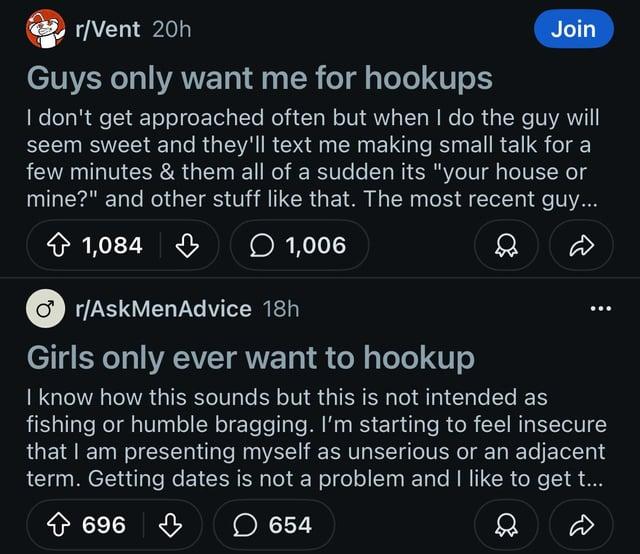 r/Vent 20h
Join
Guys only want me for hookups
I don't get approached often but when I do the guy will
seem sweet and they'll text me making small talk for a
few minutes & them all of a sudden its "your house or
mine?" and other stuff like that. The most recent guy...
1,084
1,006
r/AskMenAdvice 18h
Girls only ever want to hookup
I know how this sounds but this is not intended as
fishing or humble bragging. I'm starting to feel insecure
that I am presenting myself as unserious or an adjacent
term. Getting dates is not a problem and I like to get t...
696
654